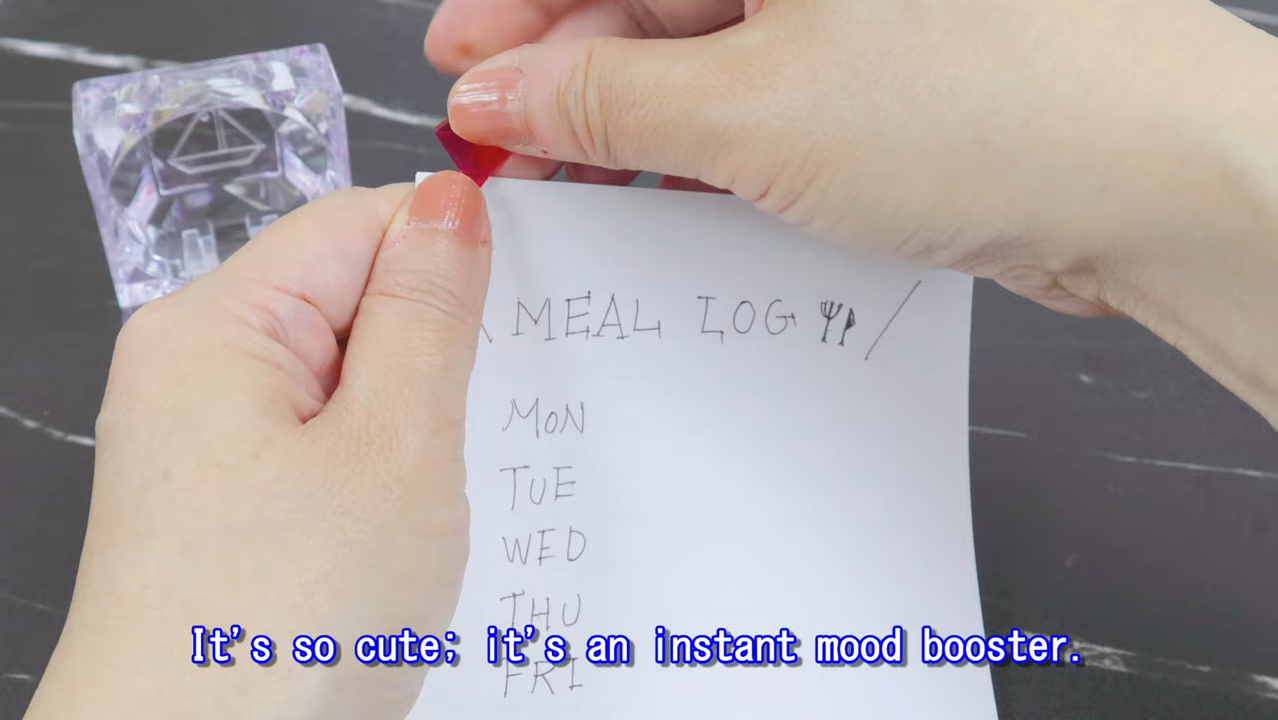 \ MEAL LOG /
MON
TUE
WED
THU
FRI
It's so cute; it's an instant mood booster.